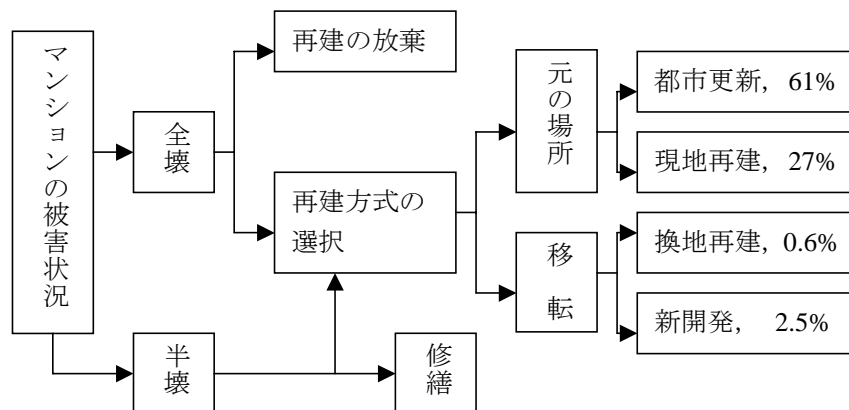 マンションの被害状況
全壊
半壊
再建の放棄
再建方式の
選択
修繕
元の場所
移転
都市更新, 61%
現地再建, 27%
換地再建, 0.6%
新開発, 2.5%